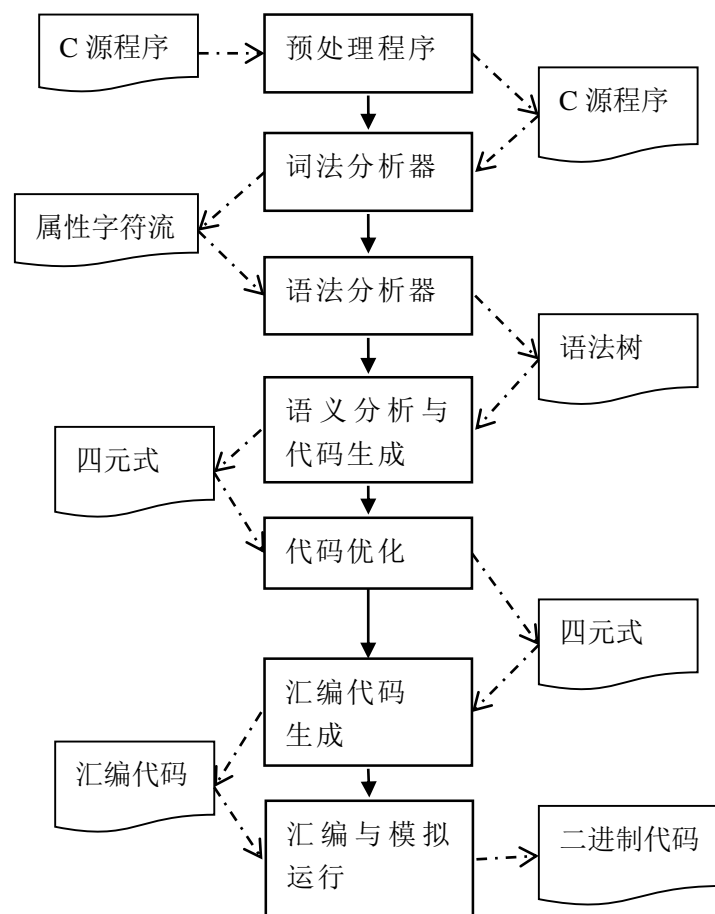 C 源程序
预处理程序
C 源程序
词法分析器
属性字符流
语法分析器
语法树
语义分析与
代码生成
四元式
代码优化
四元式
汇编代码
生成
汇编代码
汇编与模拟
运行
二进制代码